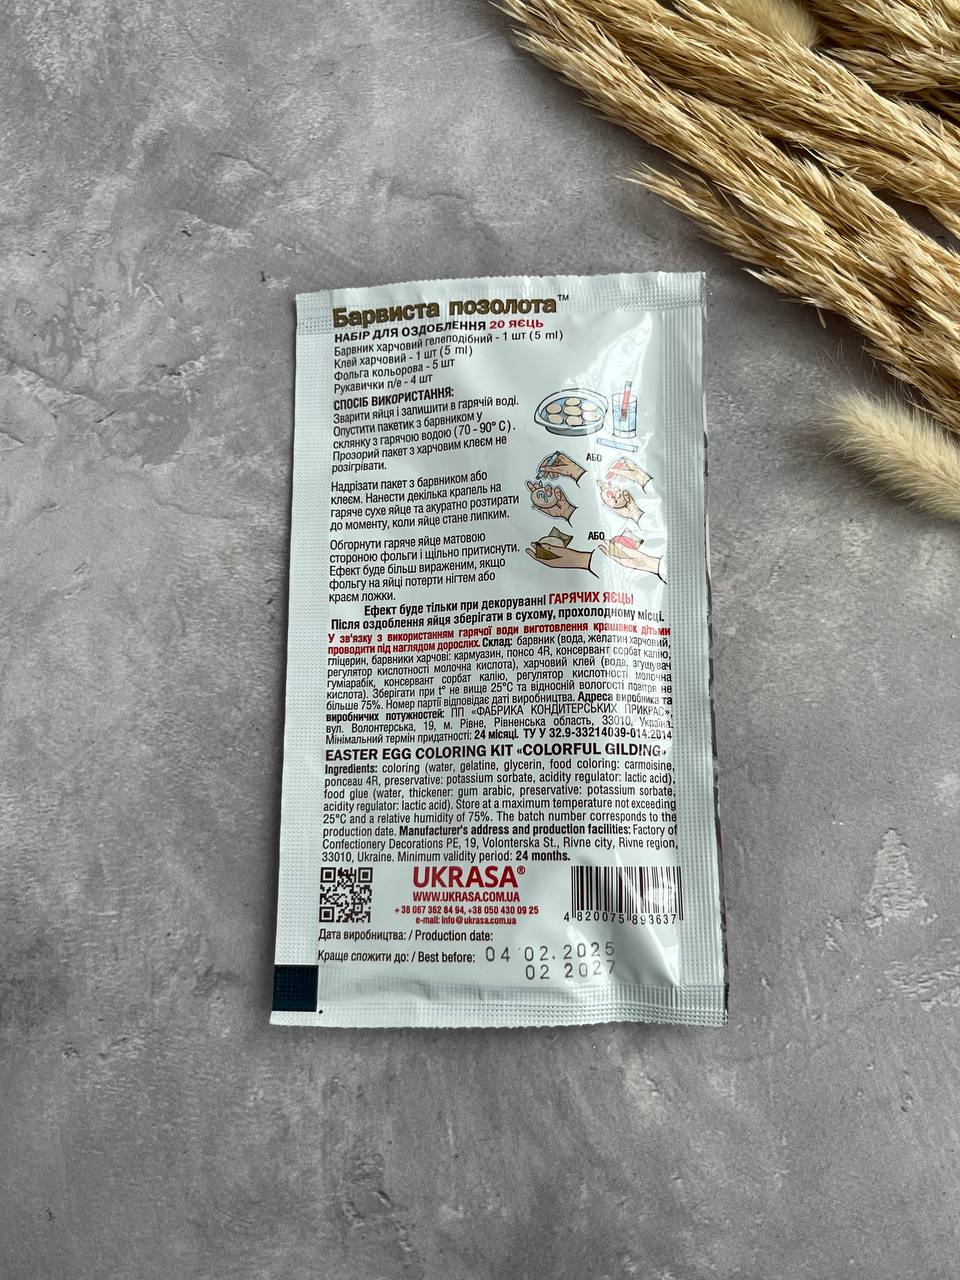 Барвиста позолота™
НАБІР ДЛЯ ОЗДОБЛЕННЯ 20 ЯЄЦЬ
Барвник харчовий гелеподібний - 1 шт (5 ml)
Клей харчовий - 1 шт (5 ml)
Фольга кольорова - 5 шт
Рукавички п/е - 4 шт
СПОСІБ ВИКОРИСТАННЯ:
Зварити яйця і залишити в гарячій воді.
Опустити пакетик з барвником у
склянку з гарячою водою (70 - 90° С).
Прозорий пакет з харчовим клеєм не
розігрівати.
АБО
Надрізати пакет з барвником або
клеєм. Нанести декілька крапель на
гаряче сухе яйце та акуратно розтирати
до моменту, коли яйце стане липким.
АБО
Обгорнути гаряче яйце матовою
стороною фольги і щільно притиснути.
Ефект буде більш вираженим, якщо
фольгу на яйці потерти нігтем або
краєм ложки.
Ефект буде тільки при декоруванні ГАРЯЧИХ ЯЄЦЬ!
Після оздоблення яйця зберігати в сухому, прохолодному місці.
У зв'язку з використанням гарячої води виготовлення крашанок дітьми
проводити під наглядом дорослих. Склад: барвник (вода, желатин харчовий,
гліцерин, барвники харчові: кармуазин, понсо 4R, консервант сорбат калію,
регулятор кислотності молочна кислота), харчовий клей (вода, згущувач
гуміарабік, консервант сорбат калію, регулятор кислотності молочна
кислота). Зберігати при t° не вище 25°С та відносній вологості повітря не
більше 75%. Номер партії відповідає даті виробництва. Адреса виробника та
виробничих потужностей: ПП «ФАБРИКА КОНДИТЕРСЬКИХ ПРИКРАС»,
вул. Волонтерська, 19, м. Рівне, Рівненська область, 33010, Україна.
Мінімальний термін придатності: 24 місяці. ТУ У 32.9-33214039-014:2014
EASTER EGG COLORING KIT «COLORFUL GILDING»
Ingredients: coloring (water, gelatine, glycerin, food coloring: carmoisine,
ponceau 4R, preservative: potassium sorbate, acidity regulator: lactic acid),
food glue (water, thickener: gum arabic, preservative: potassium sorbate,
acidity regulator: lactic acid). Store at a maximum temperature not exceeding
25°C and a relative humidity of 75%. The batch number corresponds to the
production date. Manufacturer's address and production facilities: Factory of
Confectionery Decorations PE, 19, Volonterska St., Rivne city, Rivne region,
33010, Ukraine. Minimum validity period: 24 months.
UKRASA®
WWW.UKRASA.COM.UA
+ 38 067 362 84 94, +38 050 430 09 25
e-mail: info@ukrasa.com.ua
4 820075 893637
Дата виробництва: / Production date:
Краще спожити до: / Best before: 04 02.2025
02 2027